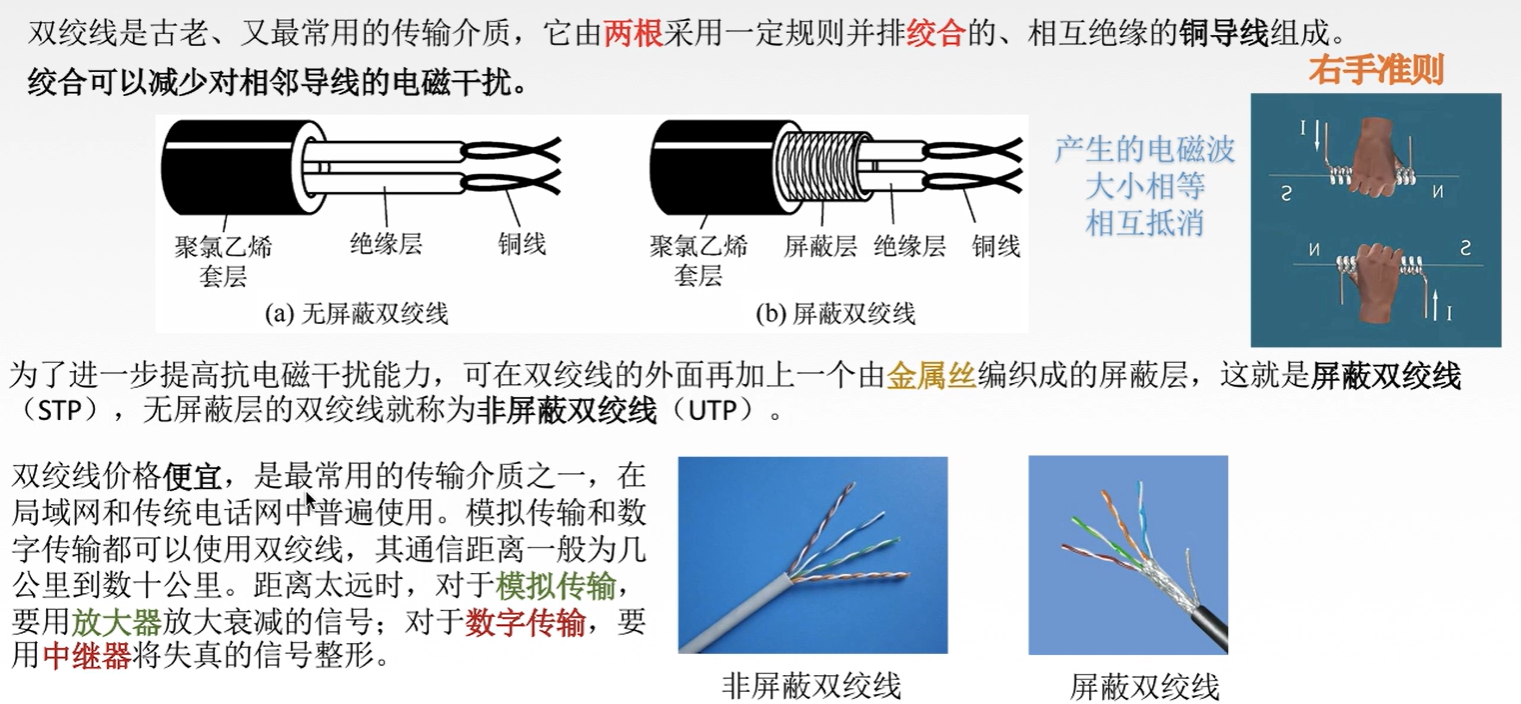 双绞线是古老、又最常用的传输介质，它由两根采用一定规则并排绞合的、相互绝缘的铜导线组成。
绞合可以减少对相邻导线的电磁干扰。
右手准则
聚氯乙烯
套层
绝缘层
铜线
(a) 无屏蔽双绞线
聚氯乙烯
套层
屏蔽层
绝缘层
铜线
(b) 屏蔽双绞线
产生的电磁波
大小相等
相互抵消
I
S
N
N
S
I
为了进一步提高抗电磁干扰能力，可在双绞线的外面再加上一个由金属丝编织成的屏蔽层，这就是屏蔽双绞线
（STP），无屏蔽层的双绞线就称为非屏蔽双绞线（UTP）。
双绞线价格便宜，是最常用的传输介质之一，在
局域网和传统电话网中普遍使用。模拟传输和数
字传输都可以使用双绞线，其通信距离一般为几
公里到数十公里。距离太远时，对于模拟传输，
要用放大器放大衰减的信号；对于数字传输，要
用中继器将失真的信号整形。
非屏蔽双绞线
屏蔽双绞线